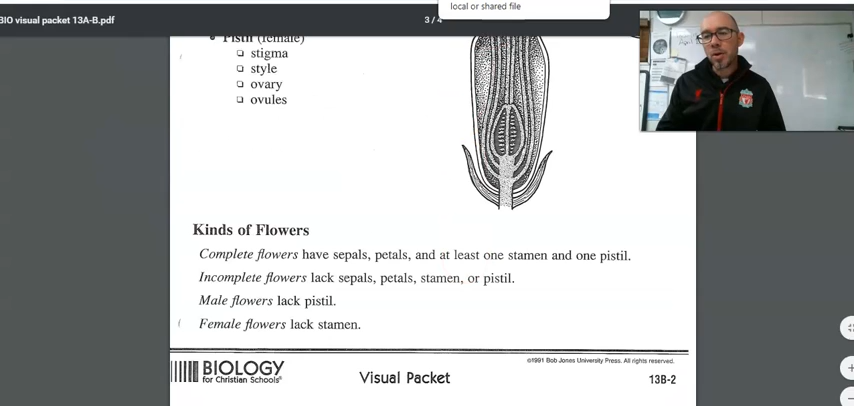 local or shared file
BIO visual packet 13A-B.pdf
3 / 4
• Pistil (female)
❑ stigma
❑ style
❑ ovary
❑ ovules
Kinds of Flowers
Complete flowers have sepals, petals, and at least one stamen and one pistil.
Incomplete flowers lack sepals, petals, stamen, or pistil.
Male flowers lack pistil.
Female flowers lack stamen.
©1991 Bob Jones University Press. All rights reserved.
BIOLOGY
for Christian Schools®
Visual Packet
13B-2